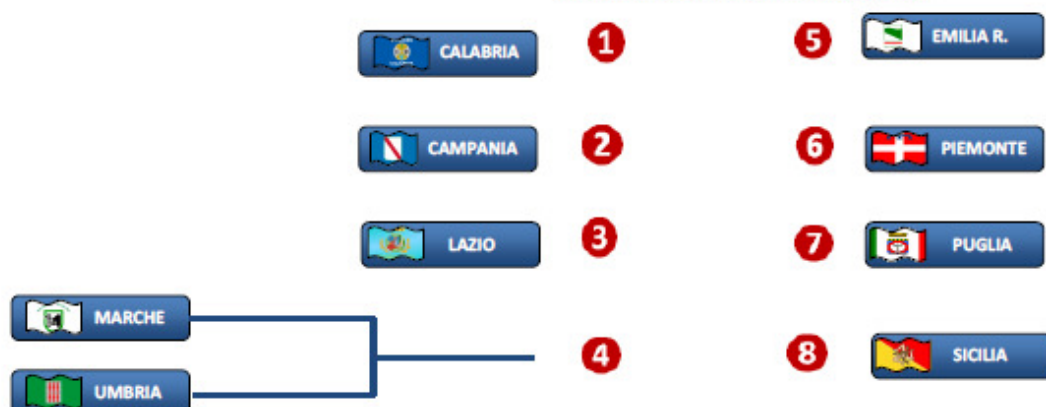 CALABRIA 1 5 EMILIA R.
CAMPANIA 2 6 PIEMONTE
LAZIO 3 7 PUGLIA
MARCHE
4 8 SICILIA
UMBRIA